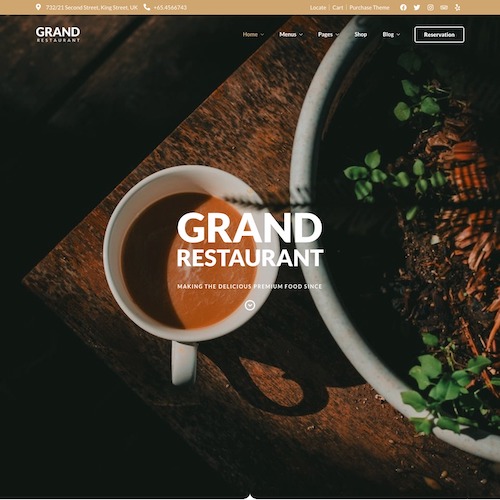 732/21 Second Street, King Street, UK +65.4566743 Locate Cart Purchase Theme
GRAND
RESTAURANT
Home Menus Pages Shop Blog Reservation
GRAND
RESTAURANT
MAKING THE DELICIOUS PREMIUM FOOD SINCE